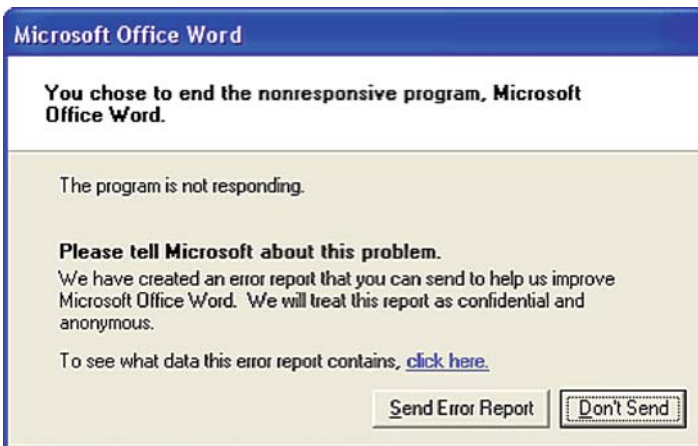 Microsoft Office Word
You chose to end the nonresponsive program, Microsoft
Office Word.
The program is not responding.
Please tell Microsoft about this problem.
We have created an error report that you can send to help us improve
Microsoft Office Word. We will treat this report as confidential and
anonymous.
To see what data this error report contains, click here.
Send Error Report Don't Send